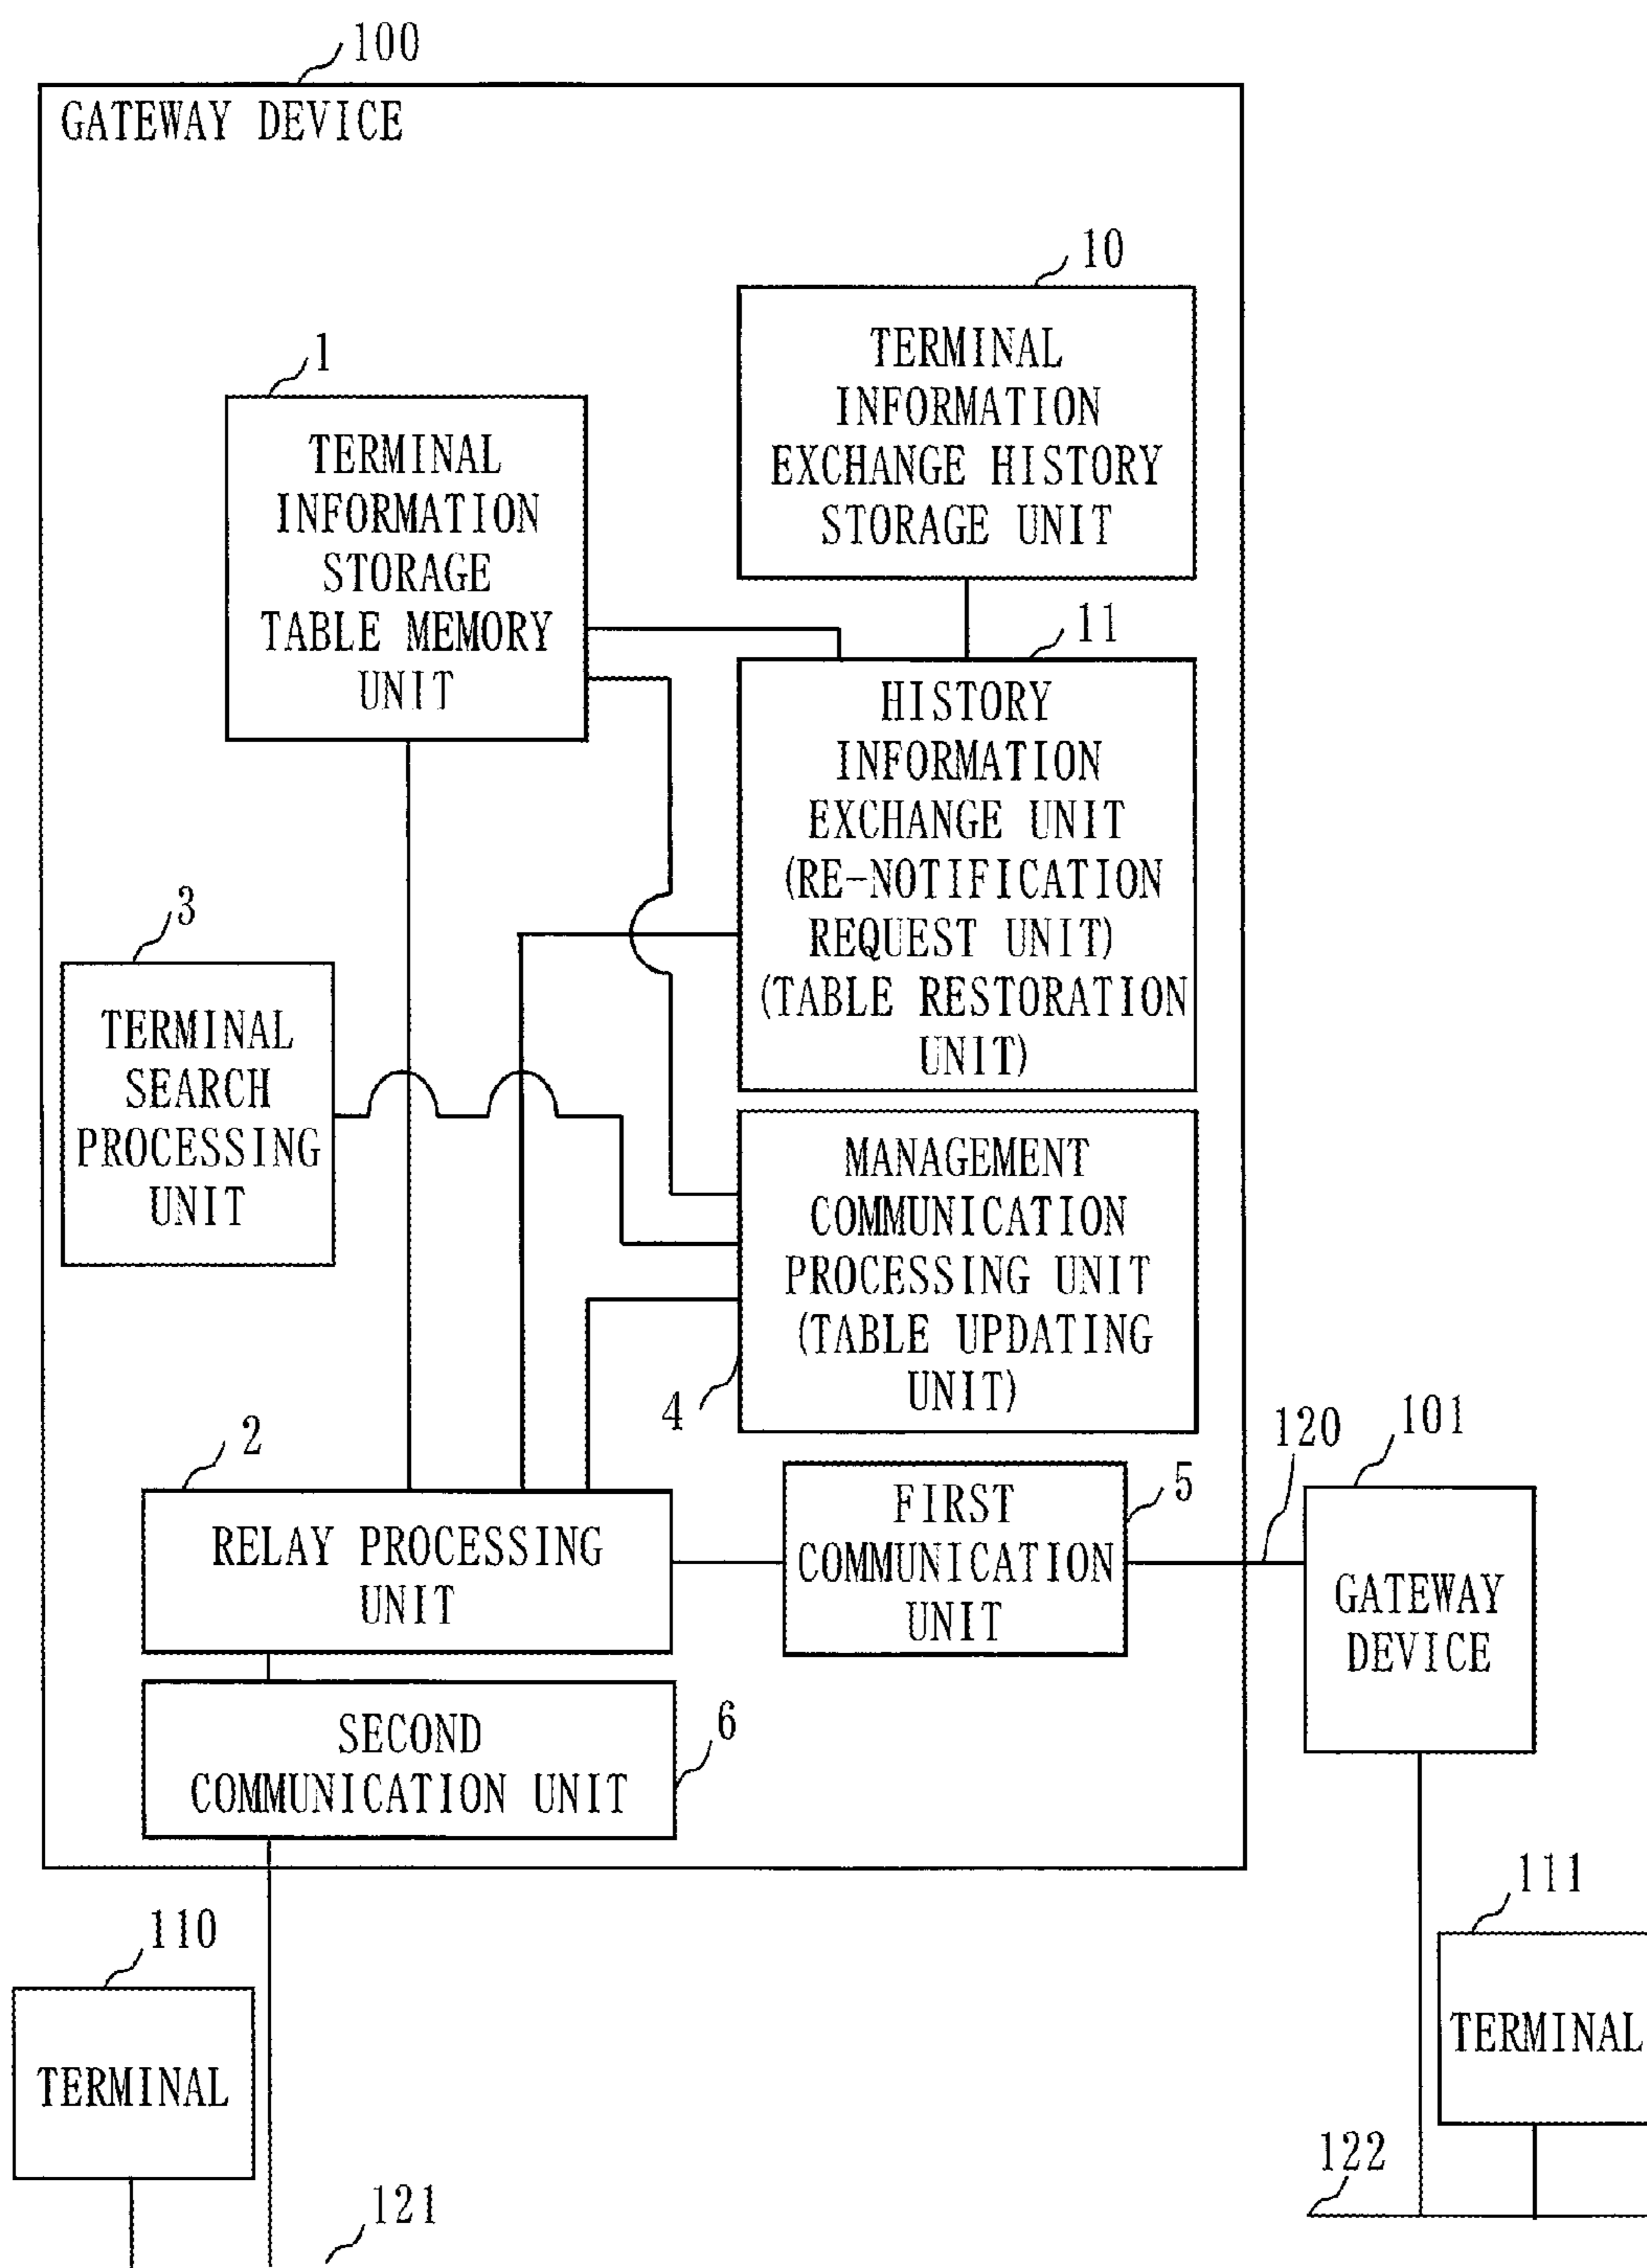 100
GATEWAY DEVICE
10
TERMINAL
INFORMATION
EXCHANGE HISTORY
STORAGE UNIT
1
TERMINAL
INFORMATION
STORAGE
TABLE MEMORY
UNIT
11
HISTORY
INFORMATION
EXCHANGE UNIT
(RE-NOTIFICATION
REQUEST UNIT)
(TABLE RESTORATION
UNIT)
3
TERMINAL
SEARCH
PROCESSING
UNIT
MANAGEMENT
COMMUNICATION
PROCESSING UNIT
(TABLE UPDATING
UNIT)
4
2
RELAY PROCESSING
UNIT
FIRST
COMMUNICATION
UNIT
5
120
101
GATEWAY
DEVICE
SECOND
COMMUNICATION UNIT
6
110
TERMINAL
111
TERMINAL
121
122